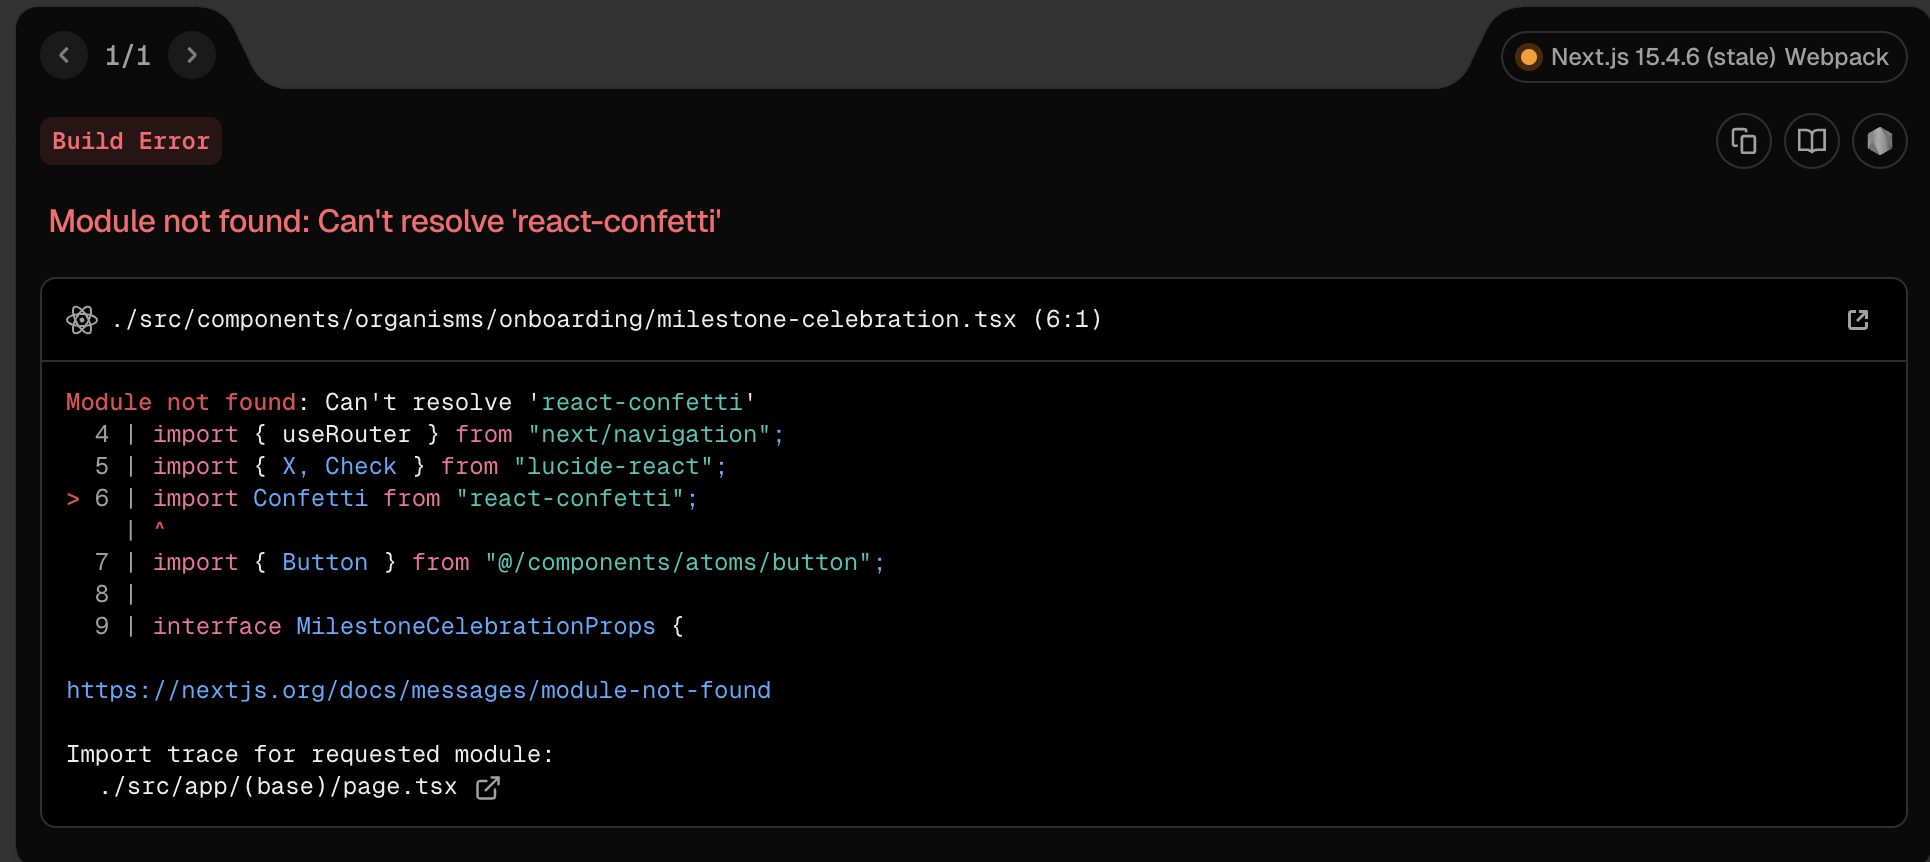 1/1
Next.js 15.4.6 (stale) Webpack
Build Error
Module not found: Can't resolve 'react-confetti'
./src/components/organisms/onboarding/milestone-celebration.tsx (6:1)
Module not found: Can't resolve 'react-confetti'
  4 | import { useRouter } from "next/navigation";
  5 | import { X, Check } from "lucide-react";
> 6 | import Confetti from "react-confetti";
    | ^
  7 | import { Button } from "@/components/atoms/button";
  8 |
  9 | interface MilestoneCelebrationProps {
https://nextjs.org/docs/messages/module-not-found
Import trace for requested module:
./src/app/(base)/page.tsx